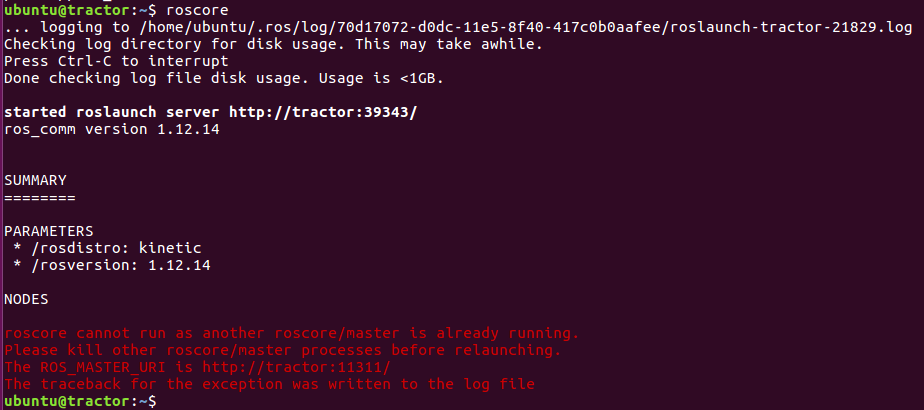 ubuntu@tractor:~$ roscore
... logging to /home/ubuntu/.ros/log/70d17072-d0dc-11e5-8f40-417c0b0aafee/roslaunch-tractor-21829.log
Checking log directory for disk usage. This may take awhile.
Press Ctrl-C to interrupt
Done checking log file disk usage. Usage is <1GB.
started roslaunch server http://tractor:39343/
ros_comm version 1.12.14
SUMMARY
========
PARAMETERS
 * /rosdistro: kinetic
 * /rosversion: 1.12.14
NODES
roscore cannot run as another roscore/master is already running.
Please kill other roscore/master processes before relaunching.
The ROS_MASTER_URI is http://tractor:11311/
The traceback for the exception was written to the log file
ubuntu@tractor:~$